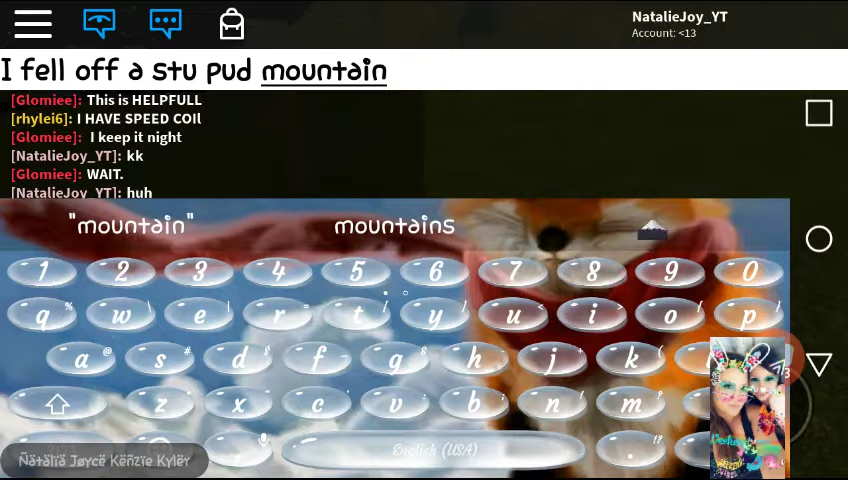 NatalieJoy_YT
Account: <13
I fell off a stu pud mountain
[Glomiee]: This is HELPFULL
[rhylei6]: I HAVE SPEED COIl
[Glomiee]: I keep it night
[NatalieJoy_YT]: kk
[Glomiee]: WAIT.
[NatalieJoy_YT]: huh
"mountain" mountains
1 2 3 4 5 6 7 8 9 0
q w e r t y u i o p
a s d f g h j k
z x c v b n m
English (USA)
Ñätälïä Jøycë Këñzïe Kylër